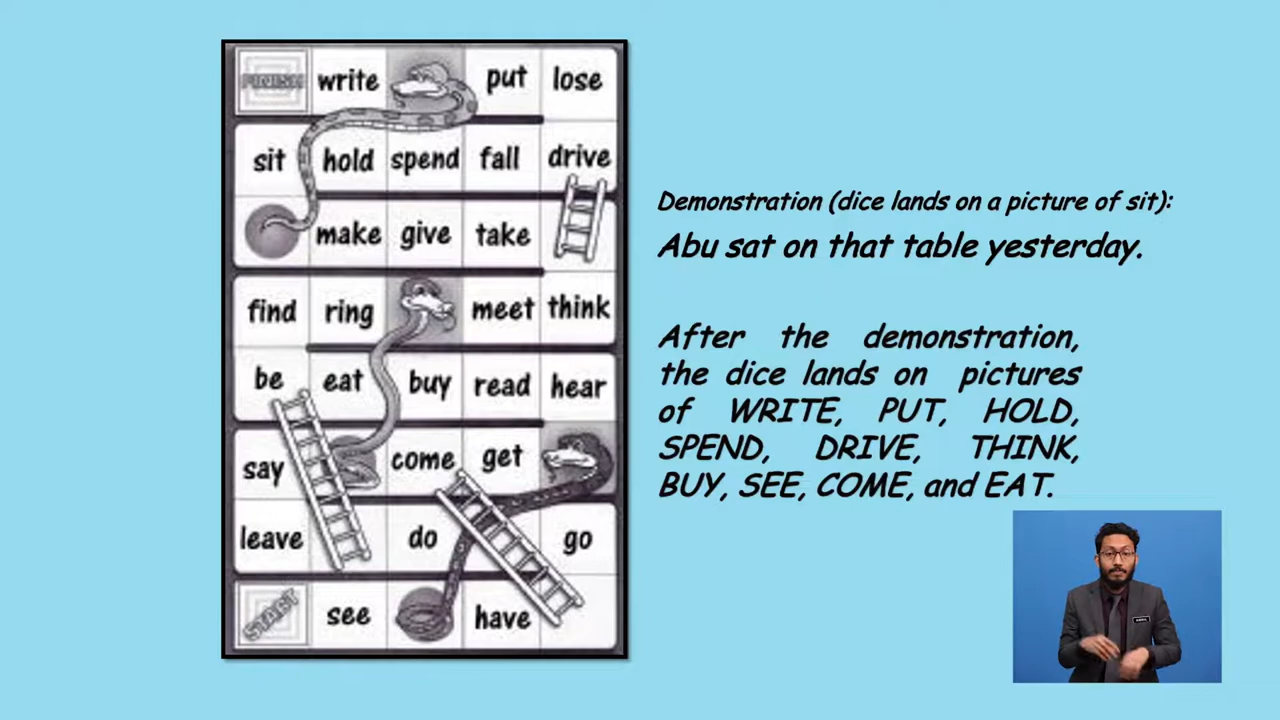 FINISH write put lose
sit hold spend fall drive
make give take
find ring meet think
be eat buy read hear
say come get
leave do go
START see have
Demonstration (dice lands on a picture of sit):
Abu sat on that table yesterday.
After the demonstration,
the dice lands on pictures
of WRITE, PUT, HOLD,
SPEND, DRIVE, THINK,
BUY, SEE, COME, and EAT.